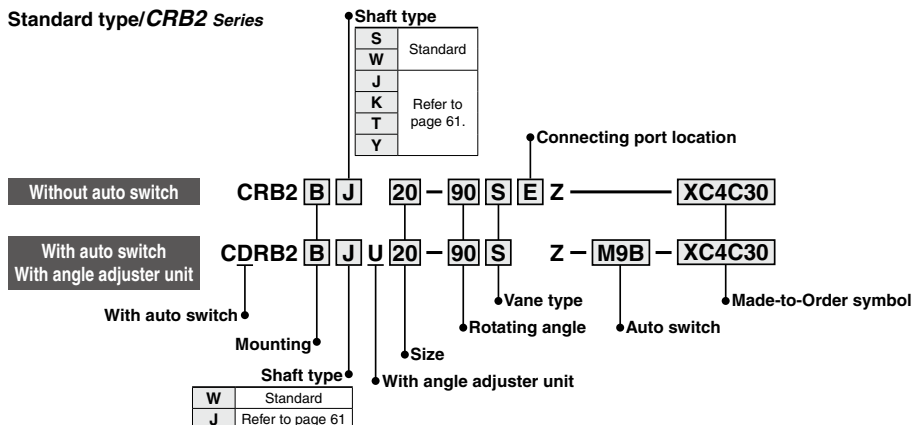 Standard type/CRB2 Series
Shaft type
S
W
Standard
J
K
T
Y
Refer to
page 61.
Connecting port location
Without auto switch
CRB2 B J 20 – 90 S E Z XC4C30
With auto switch
With angle adjuster unit
CDRB2 B J U 20 – 90 S Z – M9B – XC4C30
With auto switch
Mounting
Shaft type
With angle adjuster unit
Size
Rotating angle
Vane type
Auto switch
Made-to-Order symbol
W Standard
J Refer to page 61